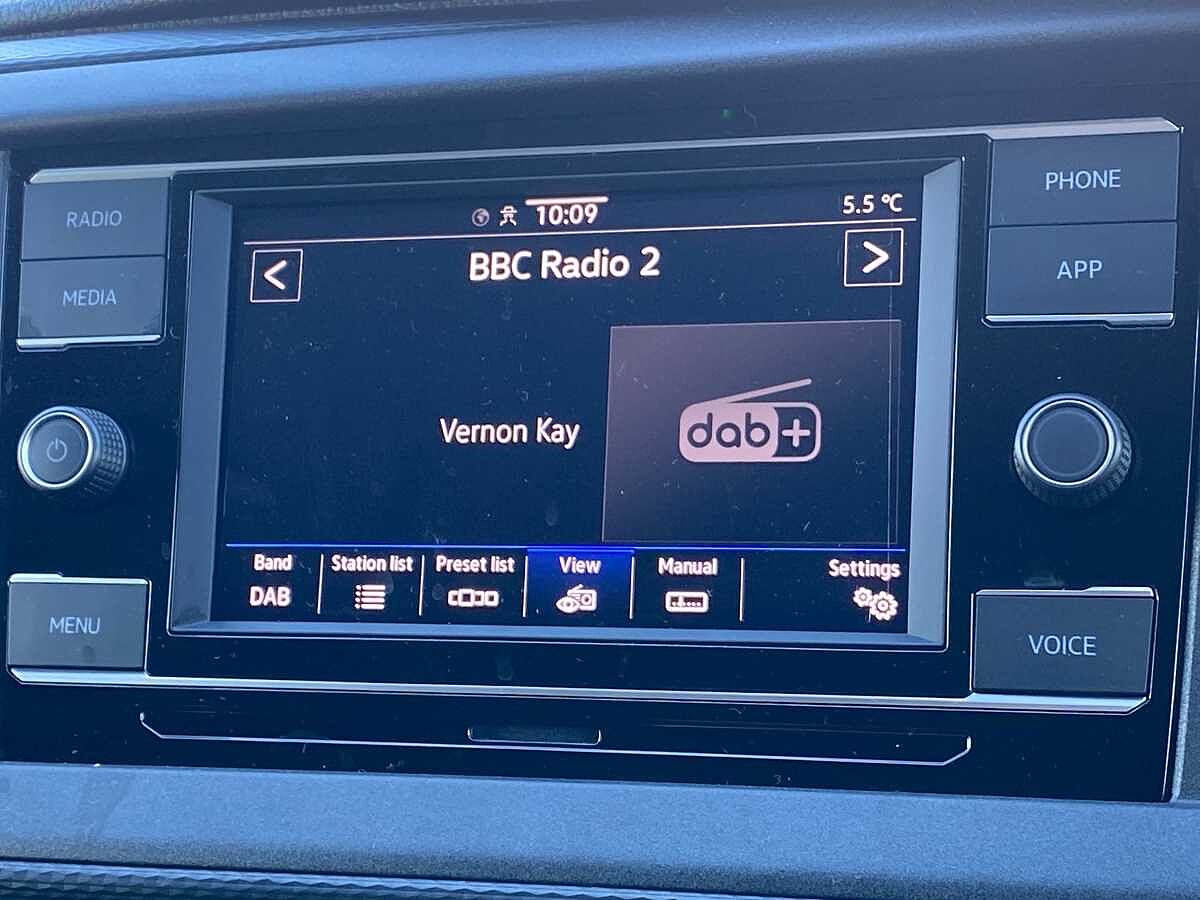 10:09
5.5 °C
BBC Radio 2
Vernon Kay
dab+
Band
DAB
Station list
Preset list
View
Manual
Settings
RADIO
MEDIA
MENU
PHONE
APP
VOICE